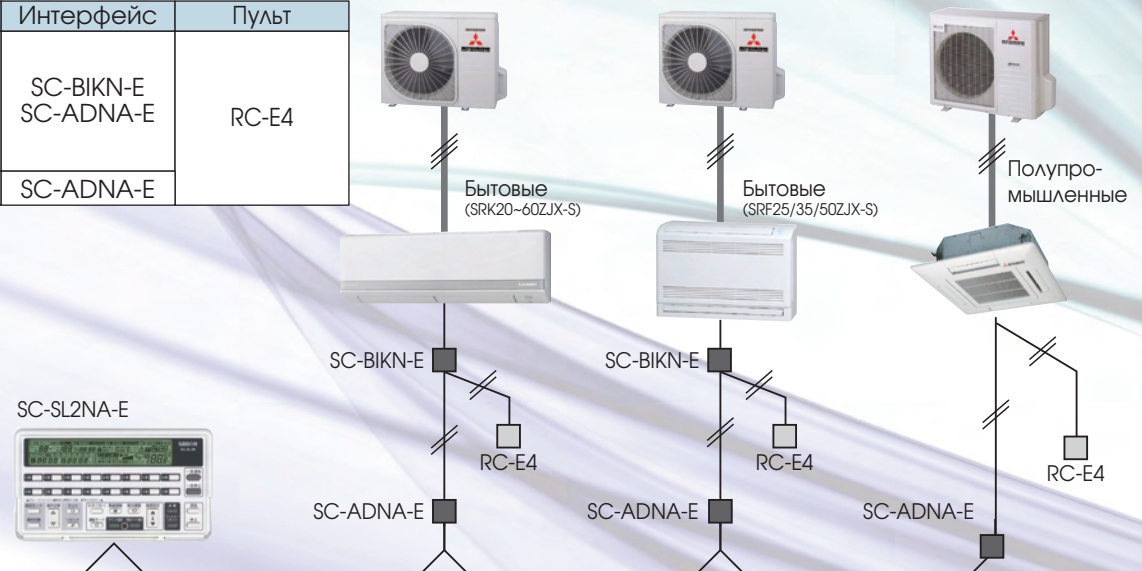 Интерфейс Пульт
SC-BIKN-E
SC-ADNA-E
RC-E4
SC-ADNA-E
Бытовые
(SRK20~60ZJX-S)
Бытовые
(SRF25/35/50ZJX-S)
Полупро-
мышленные
SC-BIKN-E
SC-BIKN-E
SC-SL2NA-E
RC-E4
RC-E4
RC-E4
SC-ADNA-E
SC-ADNA-E
SC-ADNA-E